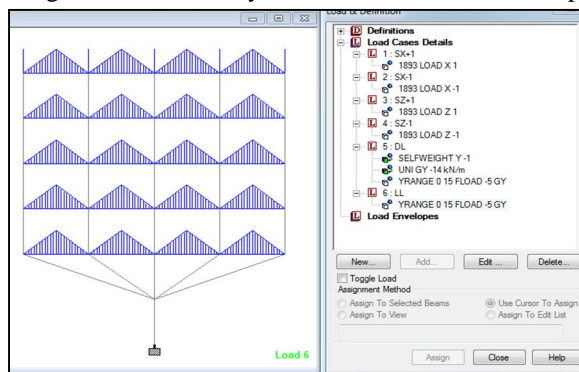 Load & Definition
Definitions
Load Cases Details
1 : SX+1
1893 LOAD X 1
2 : SX-1
1893 LOAD X -1
3 : SZ+1
1893 LOAD Z 1
4 : SZ-1
1893 LOAD Z -1
5 : DL
SELFWEIGHT Y -1
UNI GY -14 kN/m
YRANGE 0 15 FLOAD -5 GY
6 : LL
YRANGE 0 15 FLOAD -5 GY
Load Envelopes
New...
Add...
Edit ...
Delete...
Toggle Load
Assignment Method
Assign To Selected Beams
Use Cursor To Assign
Assign To View
Assign To Edit List
Load 6
Assign
Close
Help